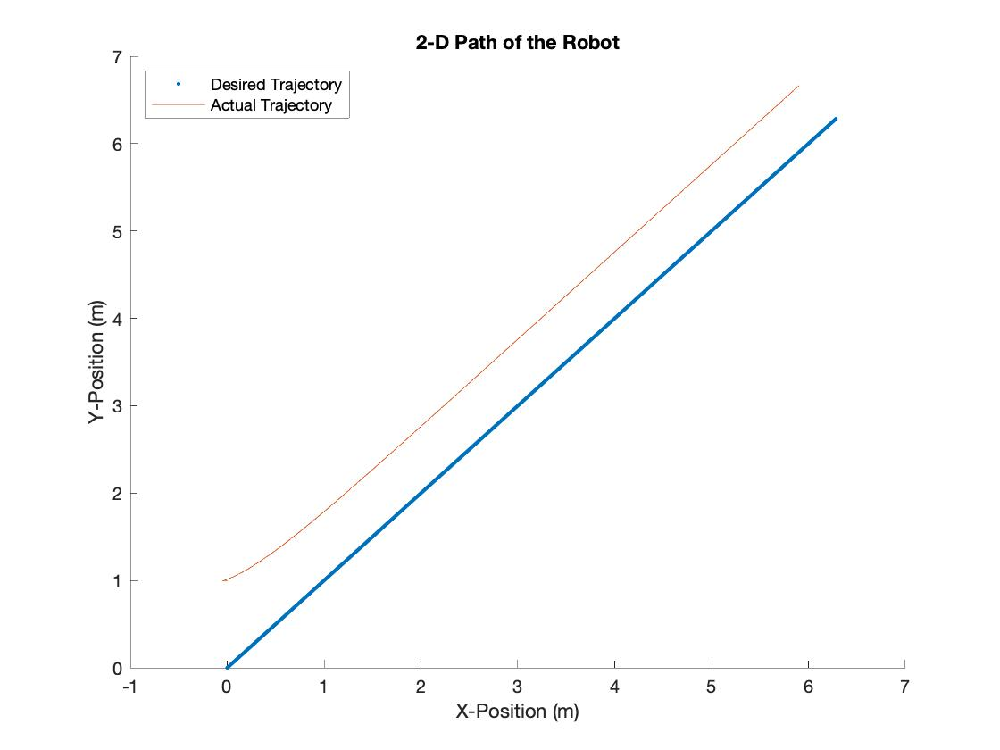 2-D Path of the Robot
Desired Trajectory
Actual Trajectory
7
6
5
4
3
2
1
0
Y-Position (m)
-1 0 1 2 3 4 5 6 7
X-Position (m)